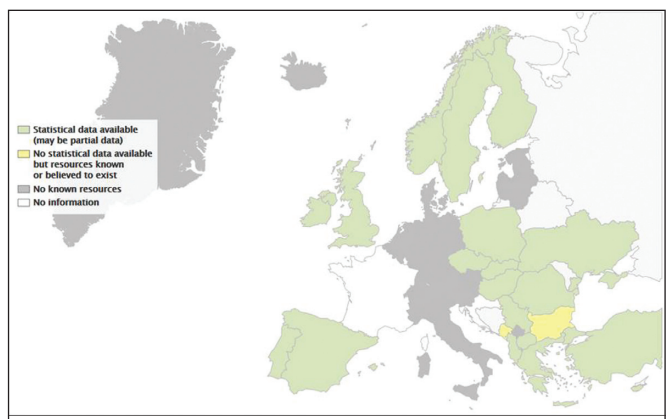 Statistical data available
(may be partial data)
No statistical data available
but resources known
or believed to exist
No known resources
No information